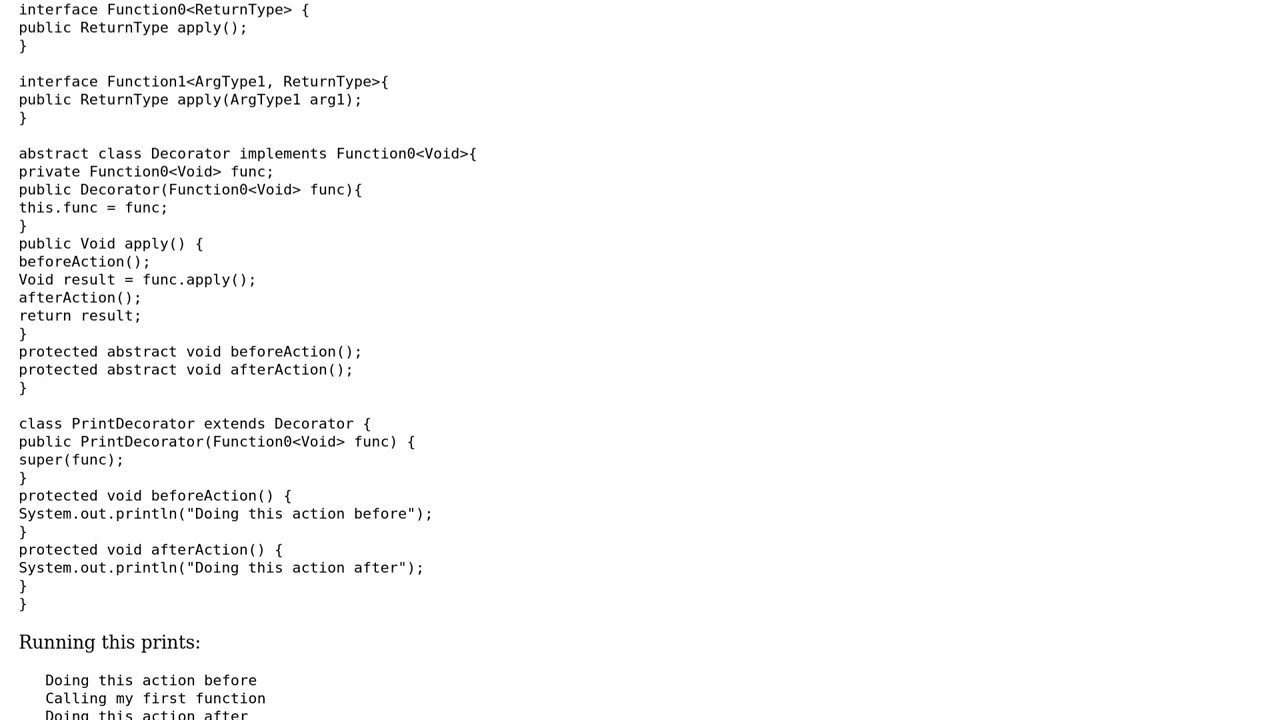 interface Function0<ReturnType> {
public ReturnType apply();
}

interface Function1<ArgType1, ReturnType>{
public ReturnType apply(ArgType1 arg1);
}

abstract class Decorator implements Function0<Void>{
private Function0<Void> func;
public Decorator(Function0<Void> func){
this.func = func;
}
public Void apply() {
beforeAction();
Void result = func.apply();
afterAction();
return result;
}
protected abstract void beforeAction();
protected abstract void afterAction();
}

class PrintDecorator extends Decorator {
public PrintDecorator(Function0<Void> func) {
super(func);
}
protected void beforeAction() {
System.out.println("Doing this action before");
}
protected void afterAction() {
System.out.println("Doing this action after");
}
}

Running this prints:

Doing this action before
Calling my first function
Doing this action after